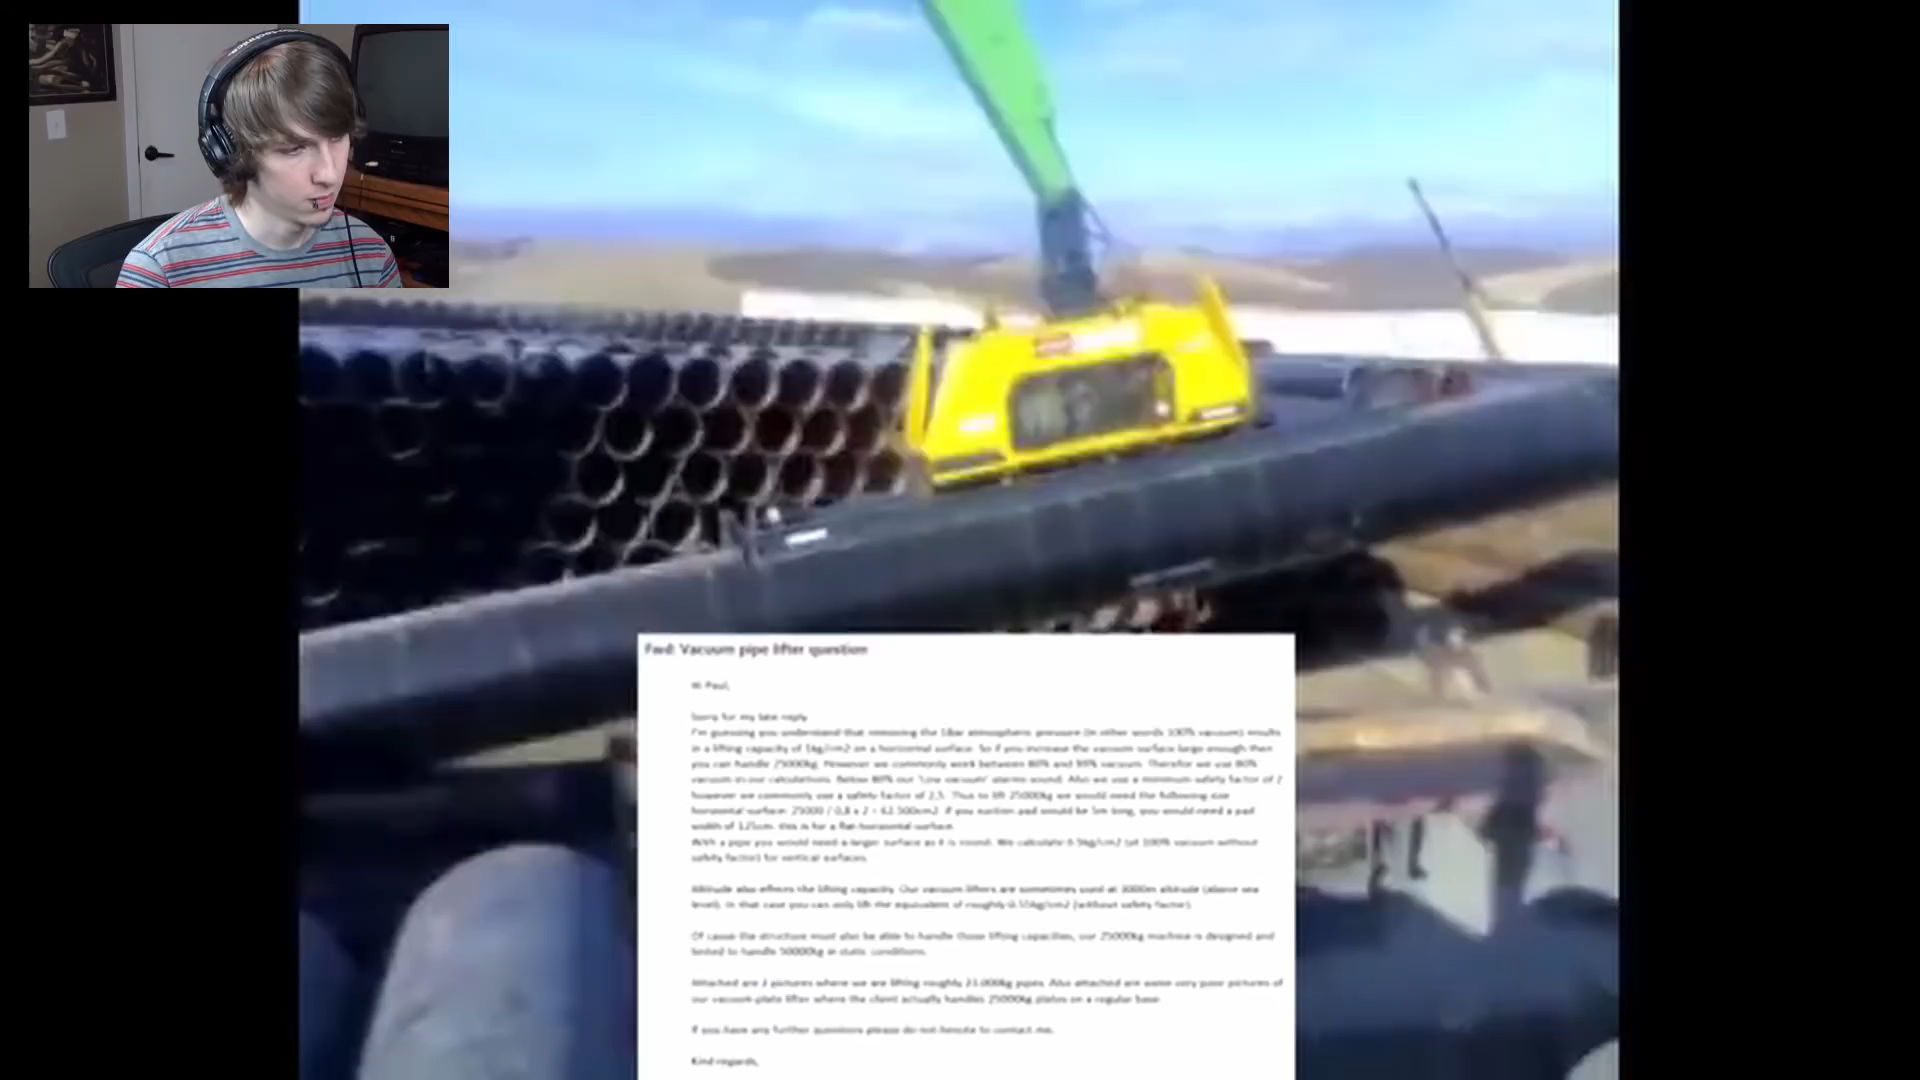 Fwd: Vacuum pipe lifter question
Hi Paul,
Sorry for my late reply.
I'm guessing you understand that removing the 1Bar atmospheric pressure (in other words 100% vacuum) results
in a lifting capacity of 1kg/cm2 on a horizontal surface. So if you increase the vacuum surface large enough then
you can handle 25000kg. However we commonly work between 80% and 95% vacuum. Therefor we use 80%
vacuum in our calculations. Below 80% our 'Low vacuum' alarms sound. Also we use a minimum safety factor of 2
however we commonly use a safety factor of 2,5. Thus to lift 25000kg we would need the following size
horizontal surface: 25000 / 0,8 x 2 = 62.500cm2. If you suction pad would be 5m long, you would need a pad
width of 125cm. this is for a flat horizontal surface.
With a pipe you would need a larger surface as it is round. We calculate 0.5kg/cm2 (at 100% vacuum without
safety factor) for vertical surfaces.
Altitude also effects the lifting capacity. Our vacuum lifters are sometimes used at 3000m altitude (above sea
level). In that case you can only lift the equivalent of roughly (without safety factor).
Of cause the structure must also be able to handle those lifting capacities, our 25000kg machine is designed and
tested to handle 50000kg in static conditions.
Attached are 2 pictures where we are lifting roughly pipes. Also attached are some very poor pictures of
our vacuum plate lifter where the client actually handles 25000kg plates on a regular base.
If you have any further questions please do not hesitate to contact me.
Kind regards,